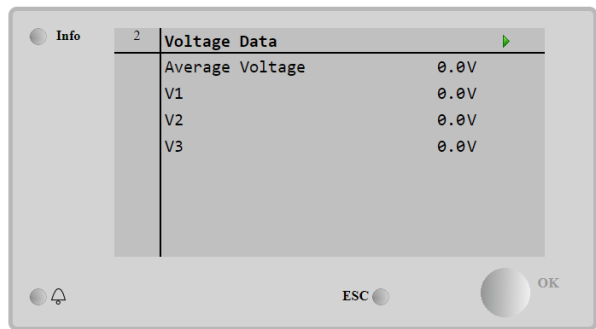 Info
2 Voltage Data
Average Voltage 0.0V
V1 0.0V
V2 0.0V
V3 0.0V
ESC
OK